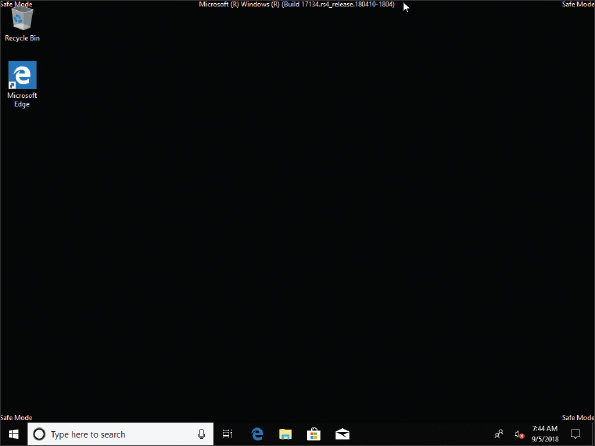 Safe Mode
Microsoft (R) Windows (R) (Build 17134.rs4_release.180410-1804)
Safe Mode
Recycle Bin
Microsoft
Edge
Safe Mode
Safe Mode
Type here to search
7:44 AM
9/5/2018